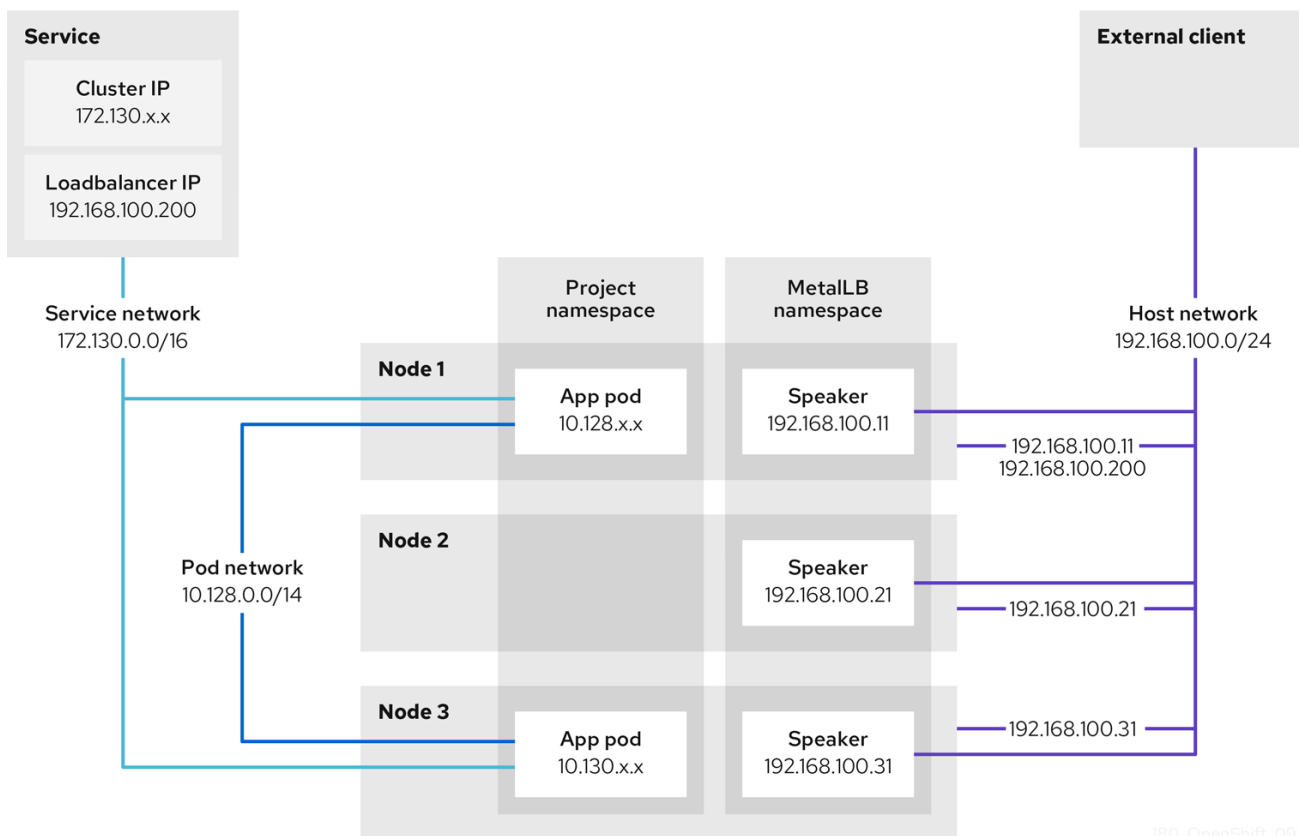 Service
Cluster IP
172.130.x.x
Loadbalancer IP
192.168.100.200
External client
Service network
172.130.0.0/16
Project
namespace
MetalLB
namespace
Host network
192.168.100.0/24
Node 1
App pod
10.128.x.x
Speaker
192.168.100.11
192.168.100.11
192.168.100.200
Pod network
10.128.0.0/14
Node 2
Speaker
192.168.100.21
192.168.100.21
Node 3
App pod
10.130.x.x
Speaker
192.168.100.31
192.168.100.31
180_OpenShift_09